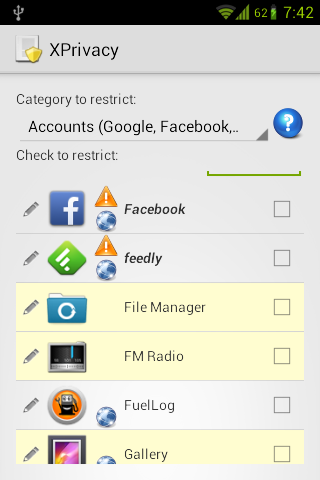 62 7:42
XPrivacy
Category to restrict:
Accounts (Google, Facebook,..
?
Check to restrict:
f Facebook
feedly
File Manager
FM Radio
FuelLog
Gallery